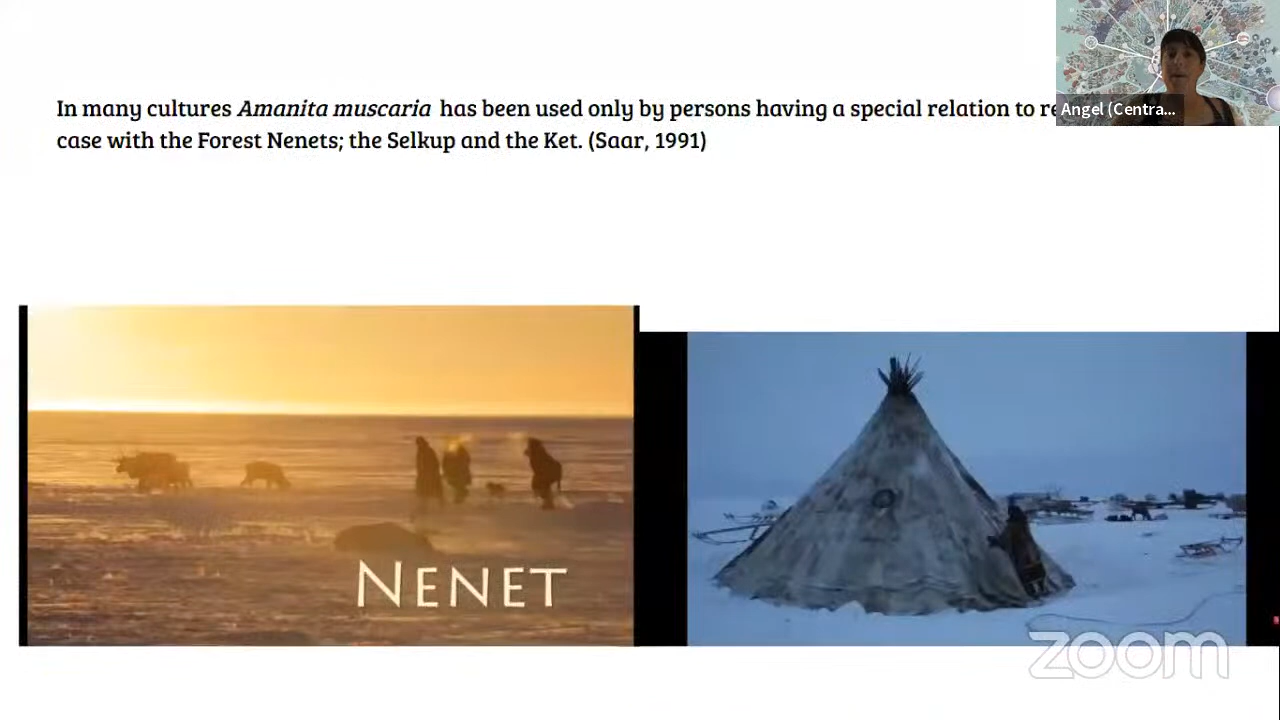 In many cultures Amanita muscaria has been used only by persons having a special relation to
Angel (Centra...
case with the Forest Nenets; the Selkup and the Ket. (Saar, 1991)
NENET
zoom